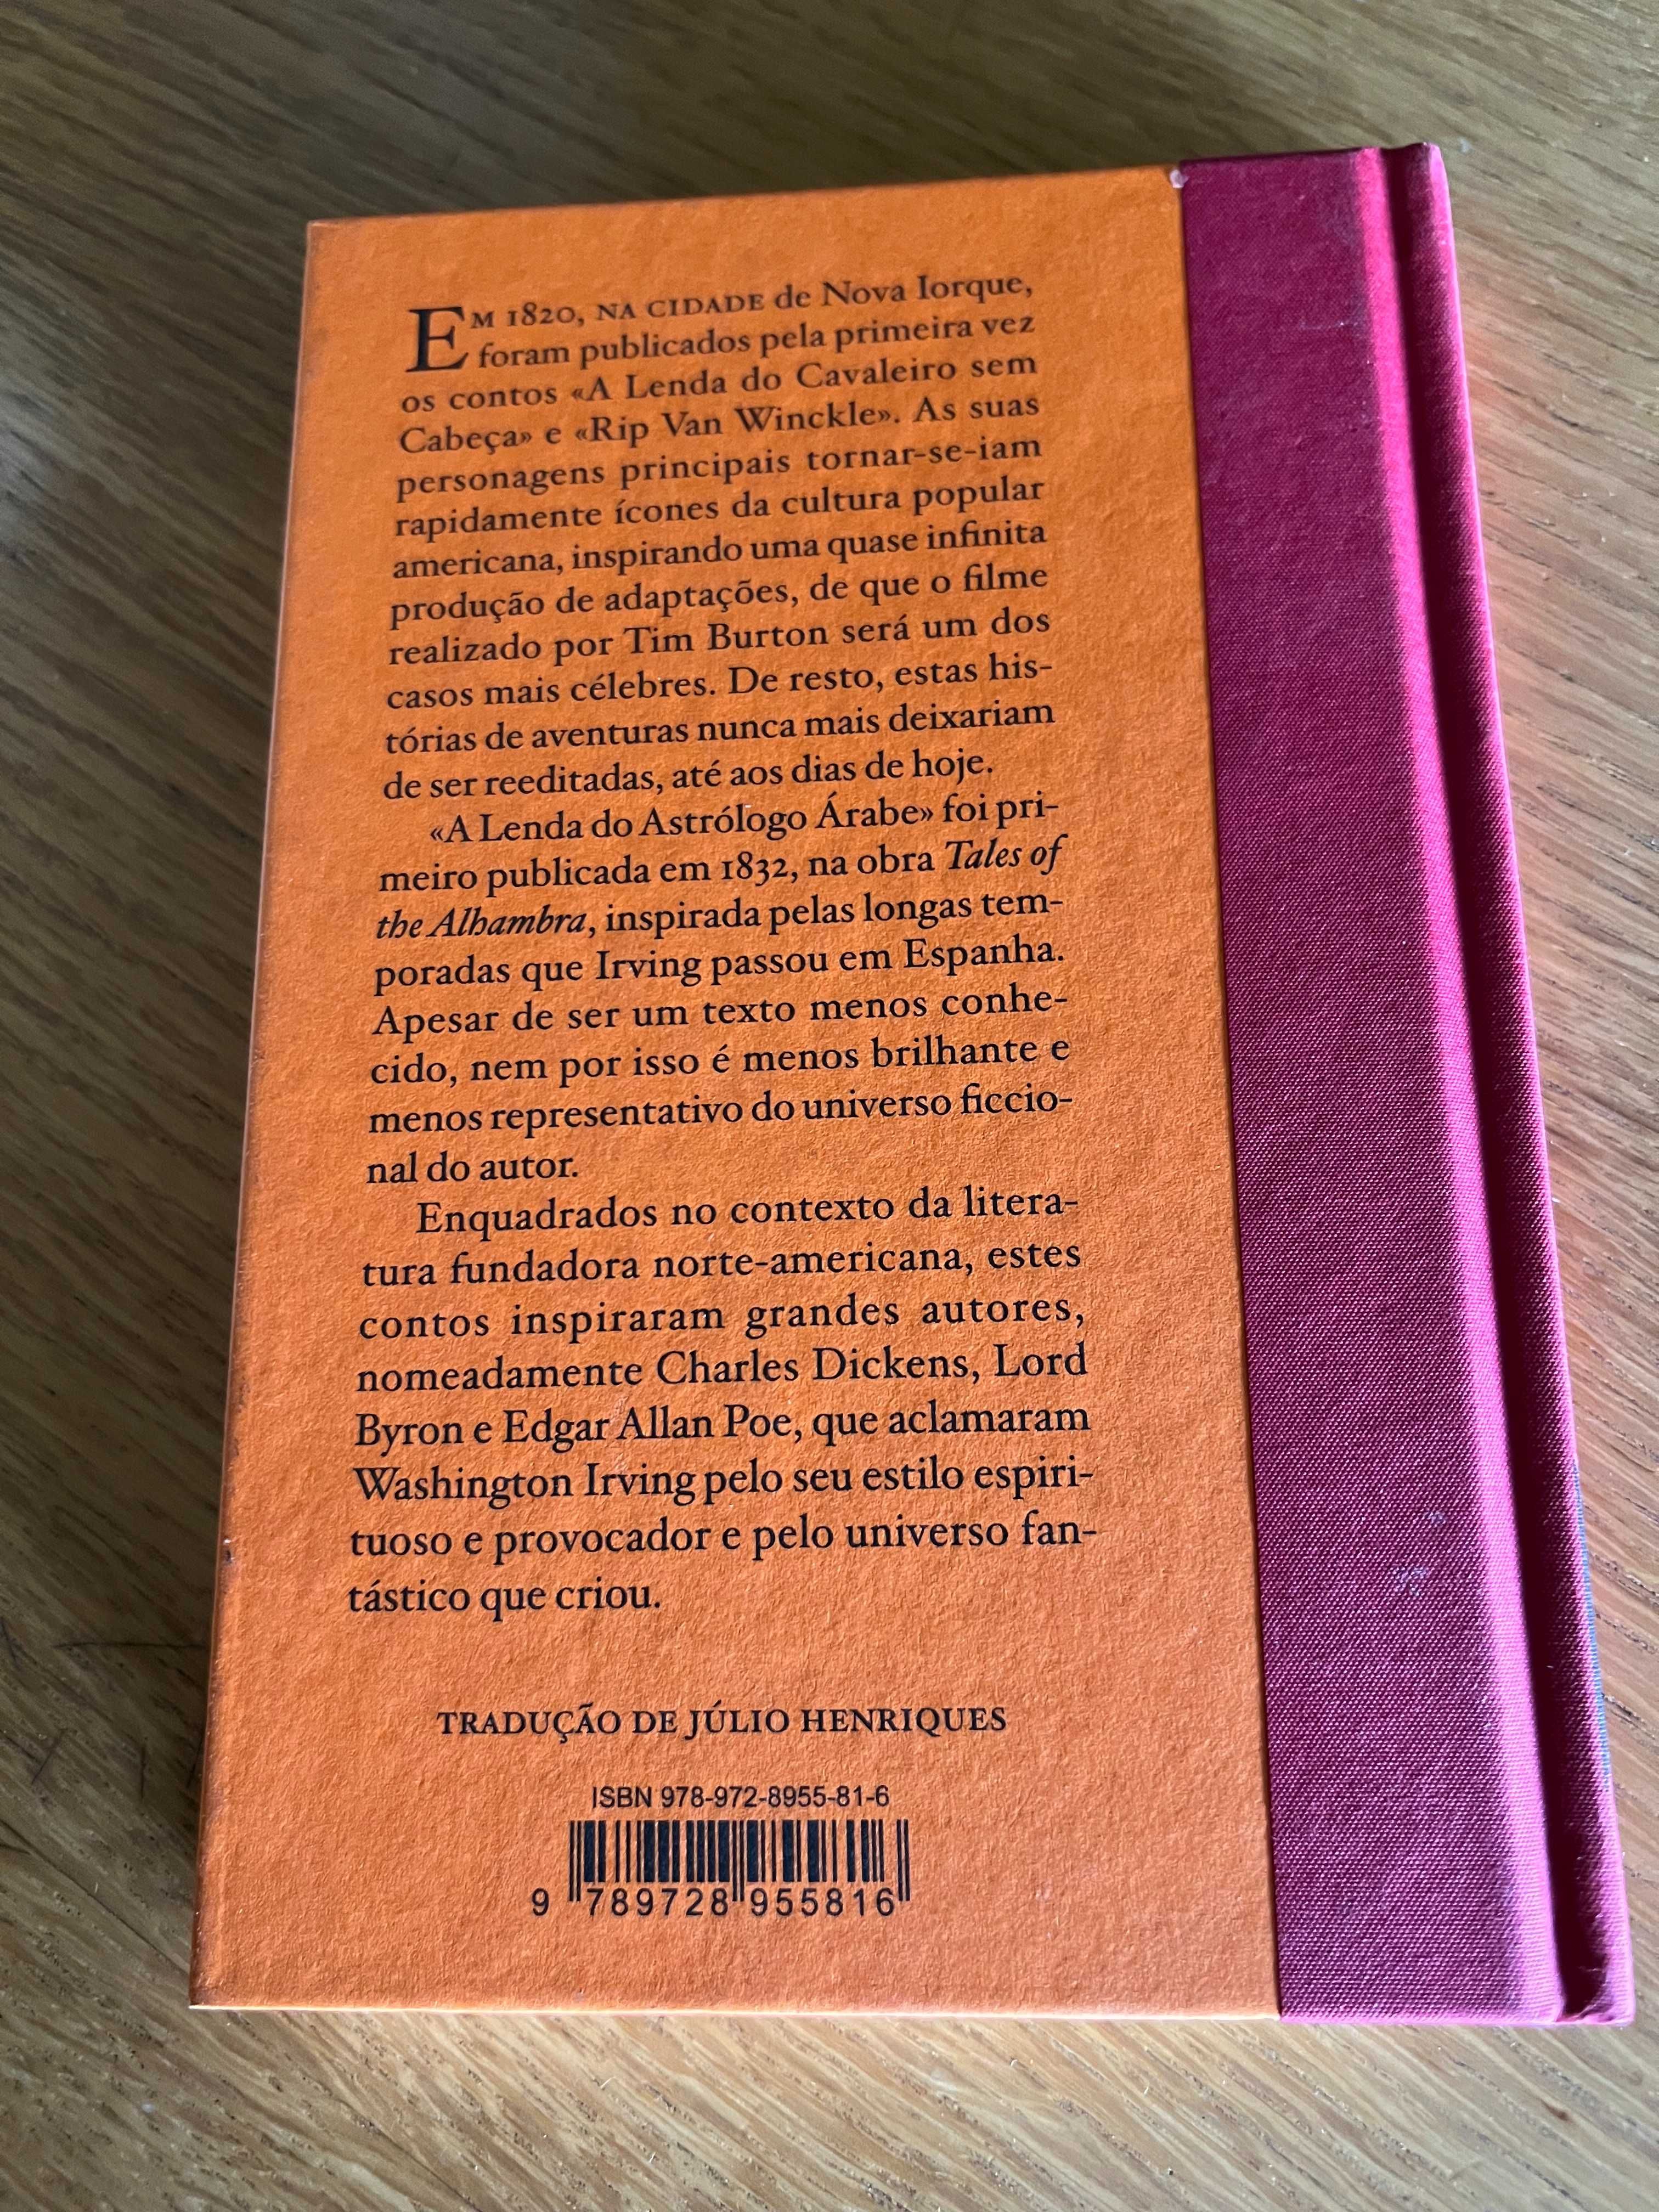 EM 1820, NA CIDADE de Nova Iorque,
foram publicados pela primeira vez
os contos «A Lenda do Cavaleiro sem
Cabeça» e «Rip Van Winckle». As suas
personagens principais tornar-se-iam
rapidamente ícones da cultura popular
americana, inspirando uma quase infinita
produção de adaptações, de que o filme
realizado por Tim Burton será um dos
casos mais célebres. De resto, estas his-
tórias de aventuras nunca mais deixariam
de ser reeditadas, até aos dias de hoje.
«A Lenda do Astrólogo Árabe» foi pri-
meiro publicada em 1832, na obra Tales of
the Alhambra, inspirada pelas longas tem-
poradas que Irving passou em Espanha.
Apesar de ser um texto menos conhe-
cido, nem por isso é menos brilhante e
menos representativo do universo ficcio-
nal do autor.
Enquadrados no contexto da litera-
tura fundadora norte-americana, estes
contos inspiraram grandes autores,
nomeadamente Charles Dickens, Lord
Byron e Edgar Allan Poe, que aclamaram
Washington Irving pelo seu estilo espiri-
tuoso e provocador e pelo universo fan-
tástico que criou.
TRADUÇÃO DE JÚLIO HENRIQUES
ISBN 978-972-8955-81-6
9 789728 955816